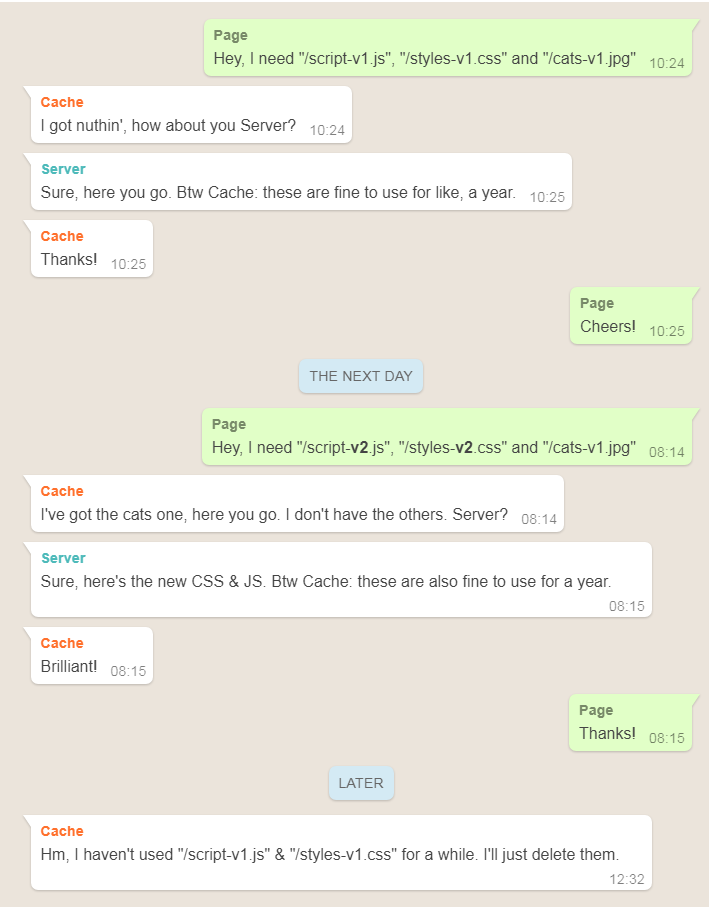 Page
Hey, I need "/script-v1.js", "/styles-v1.css" and "/cats-v1.jpg" 10:24
Cache
I got nuthin', how about you Server? 10:24
Server
Sure, here you go. Btw Cache: these are fine to use for like, a year. 10:25
Cache
Thanks! 10:25
Page
Cheers! 10:25
THE NEXT DAY
Page
Hey, I need "/script-v2.js", "/styles-v2.css" and "/cats-v1.jpg" 08:14
Cache
I've got the cats one, here you go. I don't have the others. Server? 08:14
Server
Sure, here's the new CSS & JS. Btw Cache: these are also fine to use for a year.
08:15
Cache
Brilliant! 08:15
Page
Thanks! 08:15
LATER
Cache
Hm, I haven't used "/script-v1.js" & "/styles-v1.css" for a while. I'll just delete them.
12:32